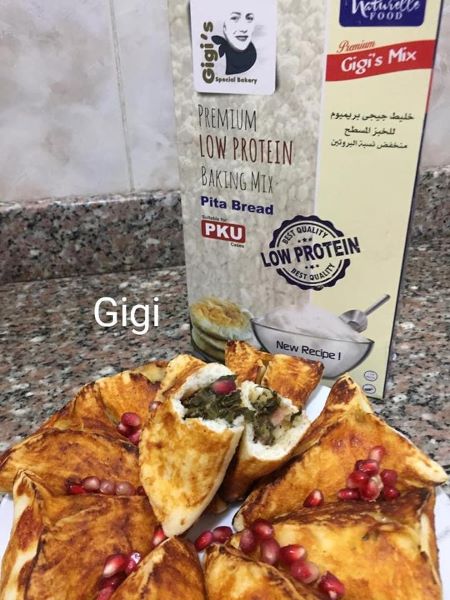 Naturelle
FOOD
Gigi's
Special Bakery
Premium
Gigi's Mix
PREMIUM
LOW PROTEIN
BAKING MIX
Pita Bread
Suitable for
PKU
Cases
خليط جيجى بريميوم
للخبز المسطح
منخفض نسبة البروتين
BEST QUALITY
LOW PROTEIN
BEST QUALITY
New Recipe !
Gigi